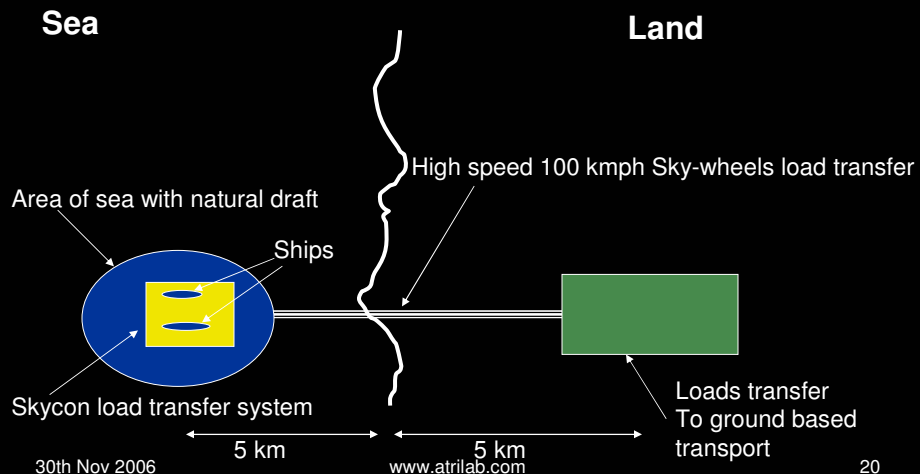 Sea
Land
High speed 100 kmph Sky-wheels load transfer
Area of sea with natural draft
Ships
Skycon load transfer system
Loads transfer
To ground based
transport
5 km
5 km
30th Nov 2006
www.atrilab.com
20